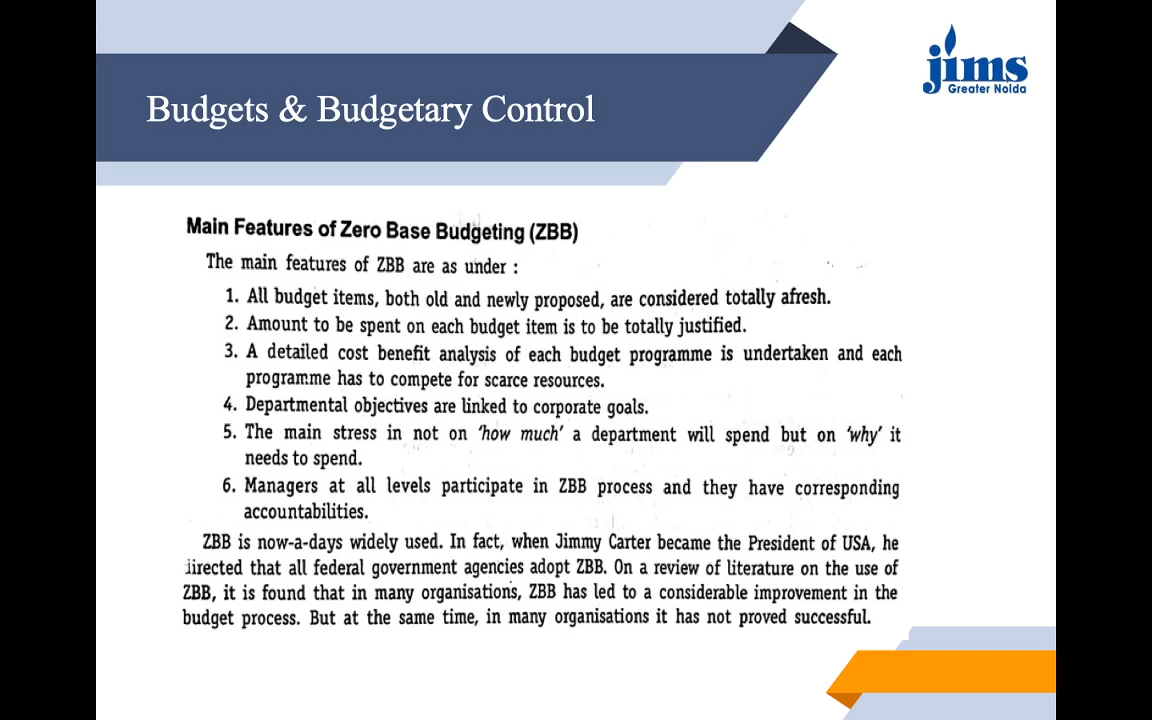 jims
Greater Noida
Budgets & Budgetary Control
Main Features of Zero Base Budgeting (ZBB)
The main features of ZBB are as under :
1. All budget items, both old and newly proposed, are considered totally afresh.
2. Amount to be spent on each budget item is to be totally justified.
3. A detailed cost benefit analysis of each budget programme is undertaken and each
programme has to compete for scarce resources.
4. Departmental objectives are linked to corporate goals.
5. The main stress in not on 'how much' a department will spend but on 'why' it
needs to spend.
6. Managers at all levels participate in ZBB process and they have corresponding
accountabilities.
ZBB is now-a-days widely used. In fact, when Jimmy Carter became the President of USA, he
directed that all federal government agencies adopt ZBB. On a review of literature on the use of
ZBB, it is found that in many organisations, ZBB has led to a considerable improvement in the
budget process. But at the same time, in many organisations it has not proved successful.